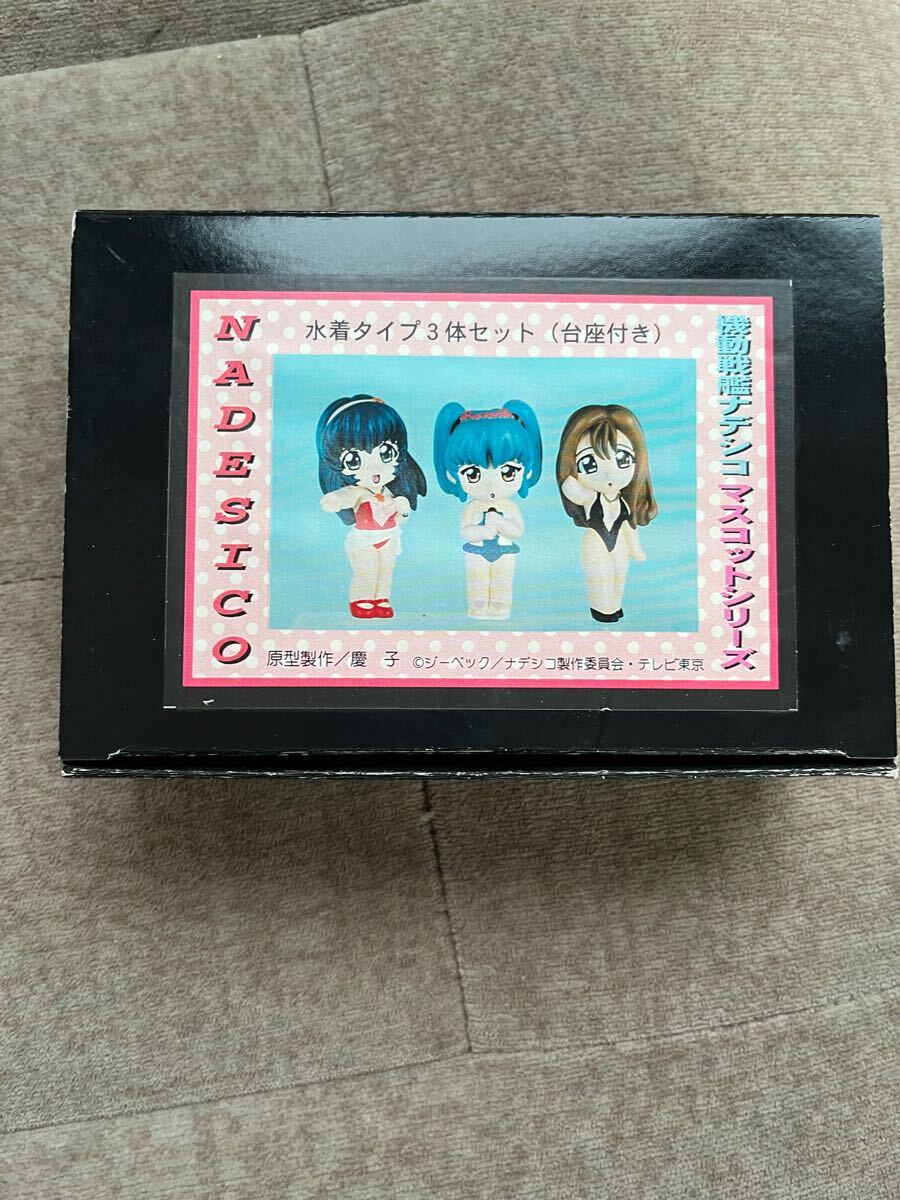 NADESICO
水着タイプ3体セット（台座付き）
機動戦艦ナデシコ マスコットシリーズ
原型製作／慶　子
©ジーベック／ナデシコ製作委員会・テレビ東京